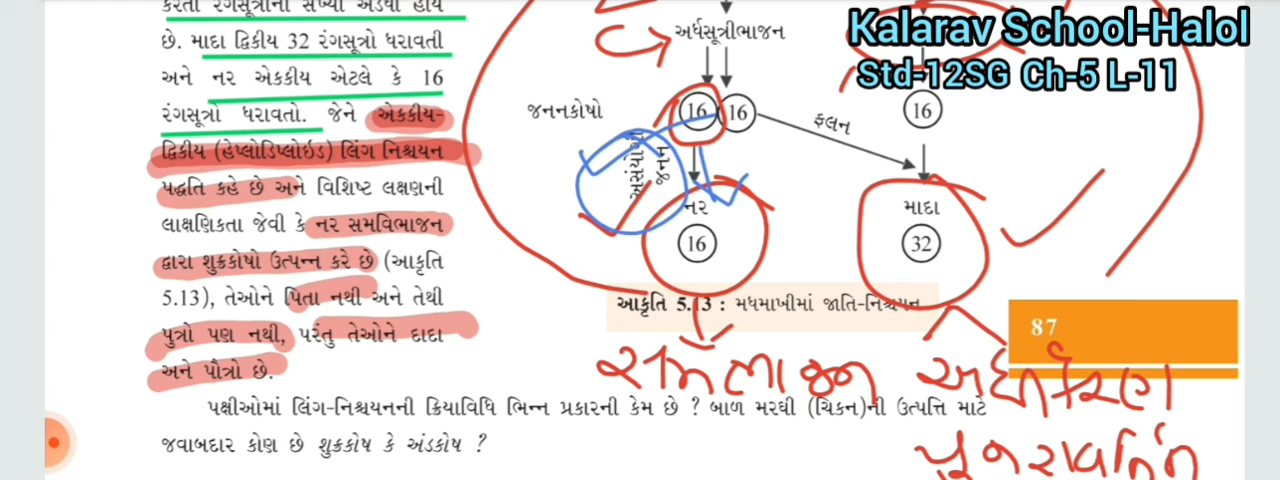 કરતાં રંગસૂત્રોની સંખ્યા અડધી હોય
છે. માદા દ્વિકીય 32 રંગસૂત્રો ધરાવતી
અને નર એકકીય એટલે કે 16
રંગસૂત્રો ધરાવતો. જેને એકકીય-
દ્વિકીય (હેપ્લોડિપ્લોઇડ) લિંગ નિશ્ચયન
પદ્ધતિ કહે છે અને વિશિષ્ટ લક્ષણની
લાક્ષણિકતા જેવી કે નર સમવિભાજન
દ્વારા શુક્રકોષો ઉત્પન્ન કરે છે (આકૃતિ
5.13), તેઓને પિતા નથી અને તેથી
પુત્રો પણ નથી, પરંતુ તેઓને દાદા
અને પૌત્રો છે.
અર્ધસૂત્રીભાજન
Kalarav School-Halol
Std-12SG Ch-5 L-11
જનનકોષો
16
16
16
ફલન
અસંયોગી
જનન
નર
માદા
16
32
આકૃતિ 5.13 : મધમાખીમાં જાતિ-નિશ્ચયન
87
પક્ષીઓમાં લિંગ-નિશ્ચયનની ક્રિયાવિધિ ભિન્ન પ્રકારની કેમ છે ? બાળ મરઘી (ચિકન)ની ઉત્પત્તિ માટે
જવાબદાર કોણ છે શુક્રકોષ કે અંડકોષ ?